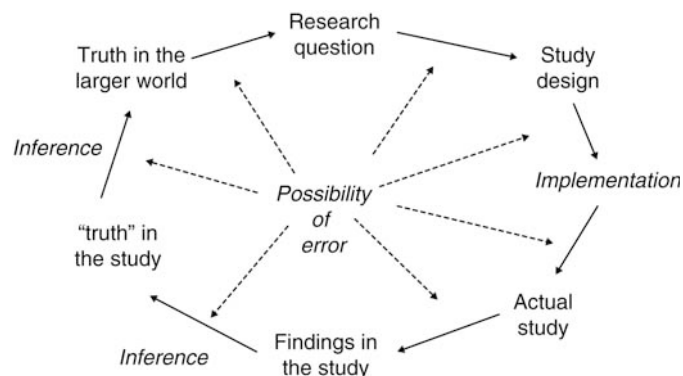 Research
question
Truth in the
larger world
Study
design
Inference
Implementation
Possibility
of
error
“truth” in
the study
Actual
study
Findings in
the study
Inference